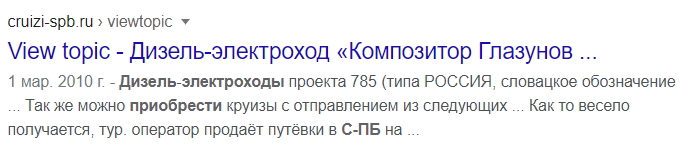 cruizi-spb.ru › viewtopic
View topic - Дизель-электроход «Композитор Глазунов ...
1 мар. 2010 г. - Дизель-электроходы проекта 785 (типа РОССИЯ, словацкое обозначение
... Так же можно приобрести круизы с отправлением из следующих ... Как то весело
получается, тур. оператор продаёт путёвки в С-ПБ на ...